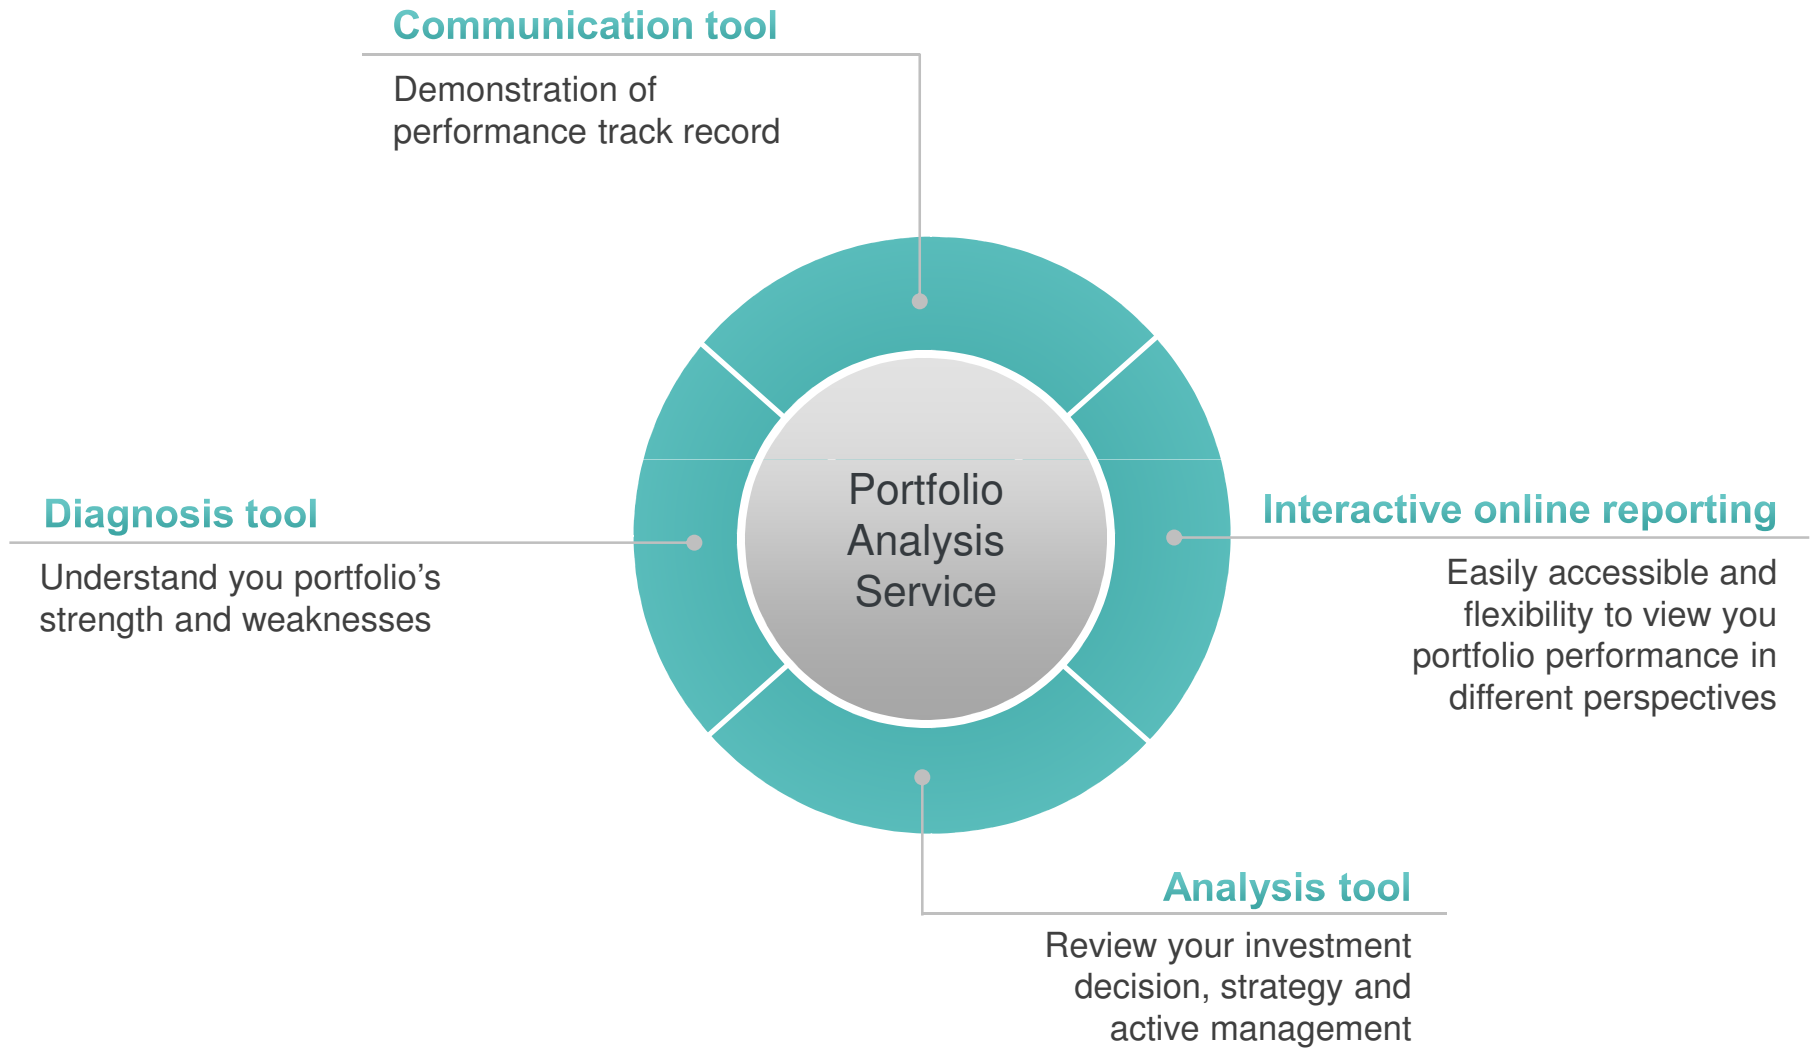 Communication tool
Demonstration of
performance track record
Diagnosis tool
Understand you portfolio’s
strength and weaknesses
Portfolio
Analysis
Service
Interactive online reporting
Easily accessible and
flexibility to view you
portfolio performance in
different perspectives
Analysis tool
Review your investment
decision, strategy and
active management